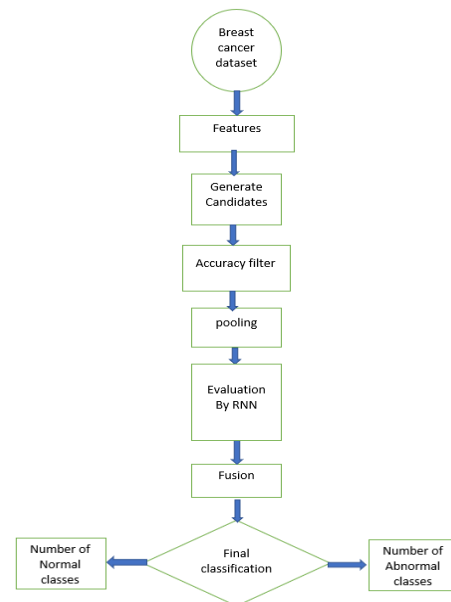 Breast
cancer
dataset
Features
Generate
Candidates
Accuracy filter
pooling
Evaluation
By RNN
Fusion
Final
classification
Number of
Normal
classes
Number of
Abnormal
classes